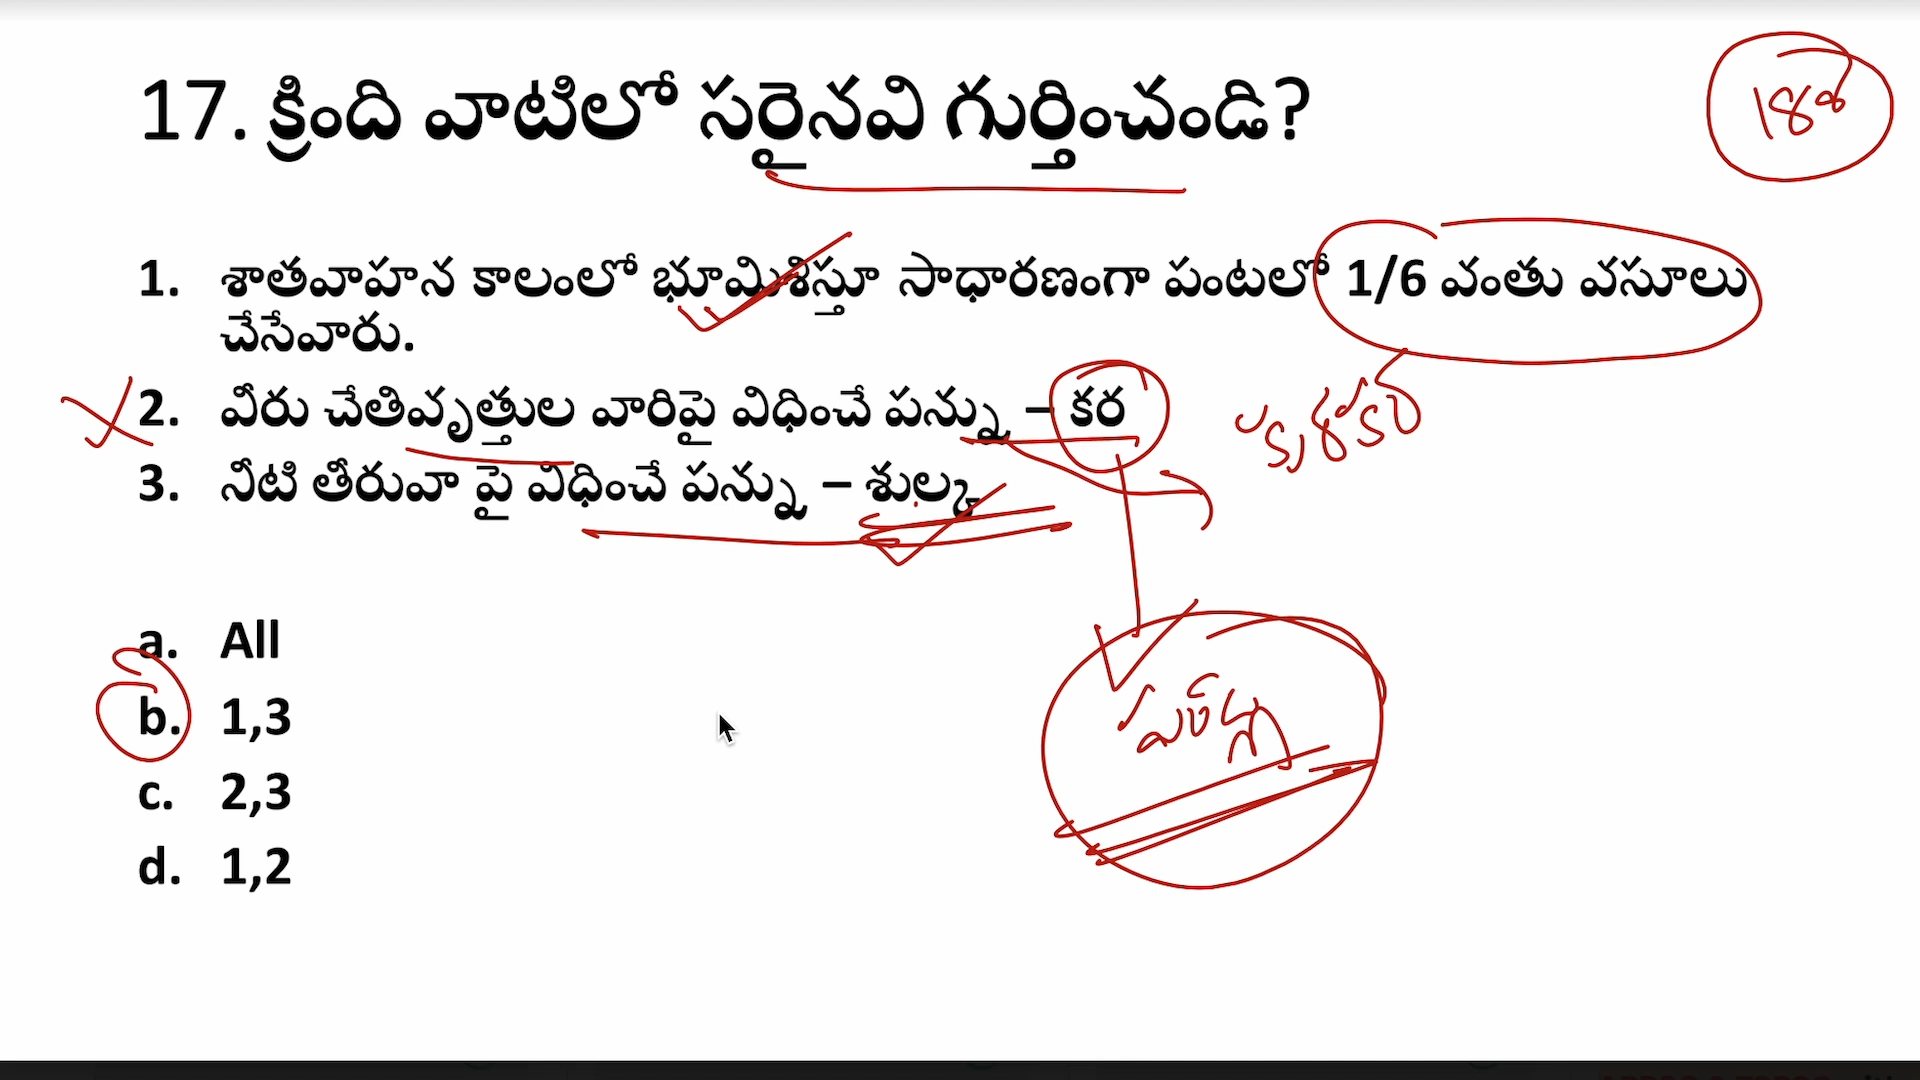 17. క్రింది వాటిలో సరైనవి గుర్తించండి?
1. శాతవాహన కాలంలో భూమిశిస్తూ సాధారణంగా పంటలో 1/6 వంతు వసూలు
చేసేవారు.
2. వీరు చేతివృత్తుల వారిపై విధించే పన్ను – కర
3. నీటి తీరువా పై విధించే పన్ను – శుల్క
a. All
b. 1,3
c. 2,3
d. 1,2